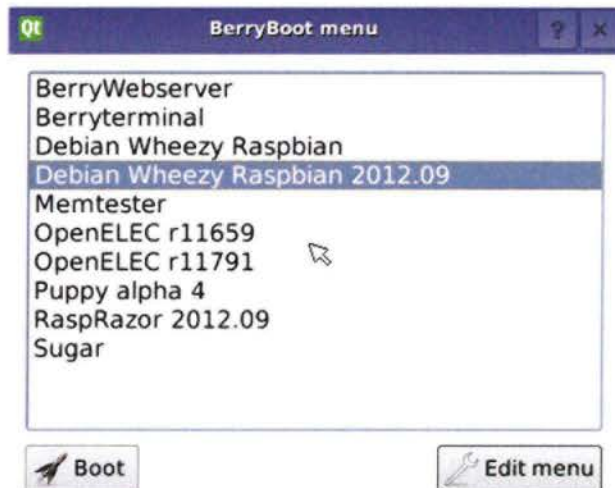 Qt
BerryBoot menu
?
BerryWebserver
Berryterminal
Debian Wheezy Raspbian
Debian Wheezy Raspbian 2012.09
Memtester
OpenELEC r11659
OpenELEC r11791
Puppy alpha 4
RaspRazor 2012.09
Sugar
Boot
Edit menu